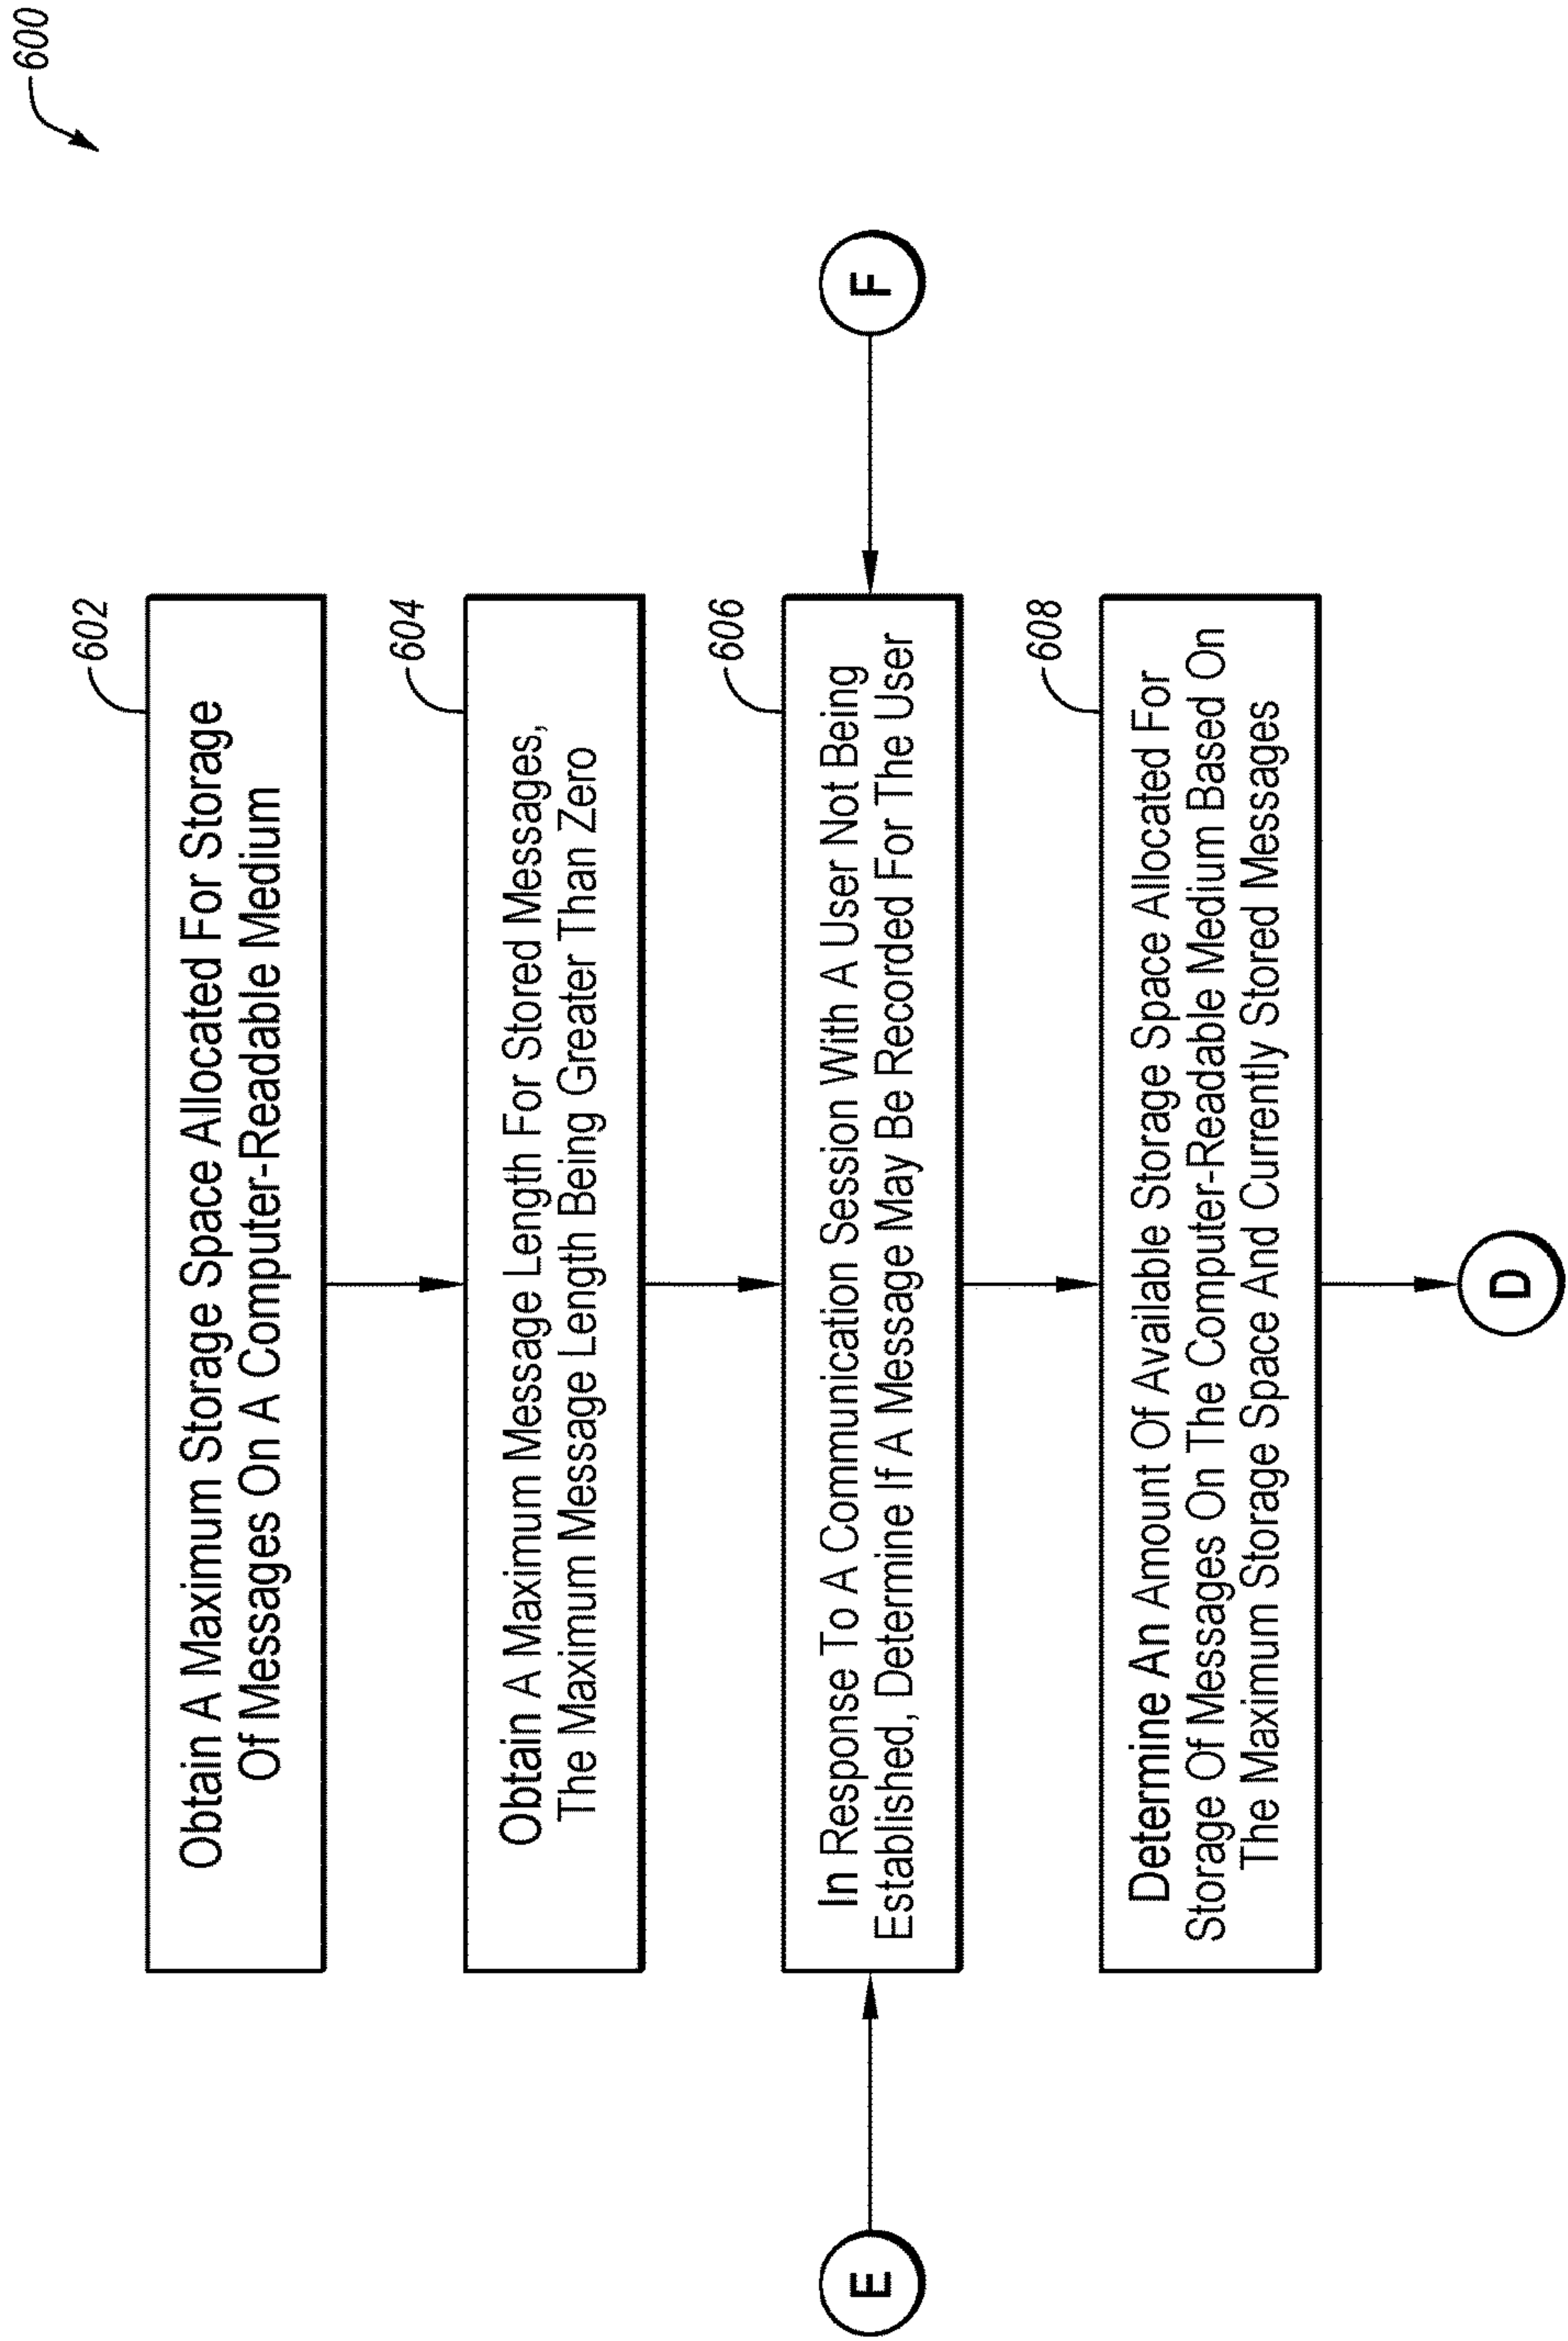 600
602
Obtain A Maximum Storage Space Allocated For Storage
Of Messages On A Computer-Readable Medium
604
Obtain A Maximum Message Length For Stored Messages,
The Maximum Message Length Being Greater Than Zero
606
In Response To A Communication Session With A User Not Being
Established, Determine If A Message May Be Recorded For The User
E
F
608
Determine An Amount Of Available Storage Space Allocated For
Storage Of Messages On The Computer-Readable Medium Based On
The Maximum Storage Space And Currently Stored Messages
D